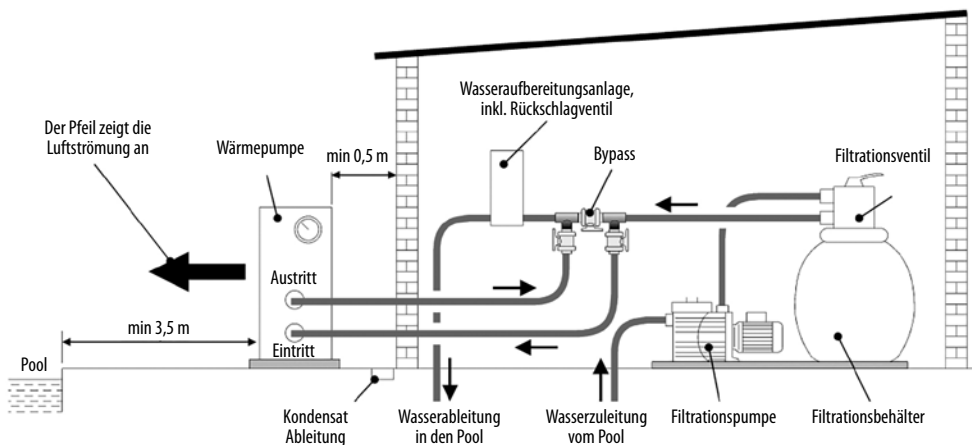 Wasseraufbereitungsanlage,
inkl. Rückschlagventil
Der Pfeil zeigt die
Luftströmung an
Wärmepumpe
min 0,5 m
Bypass
Filtrationsventil
Austritt
min 3,5 m
Eintritt
Pool
Kondensat
Ableitung
Wasserableitung
in den Pool
Wasserzuleitung
vom Pool
Filtrationspumpe
Filtrationsbehälter